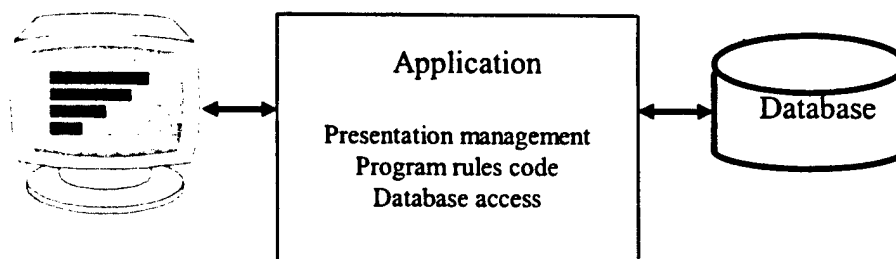 Application
Presentation management
Program rules code
Database access
Database